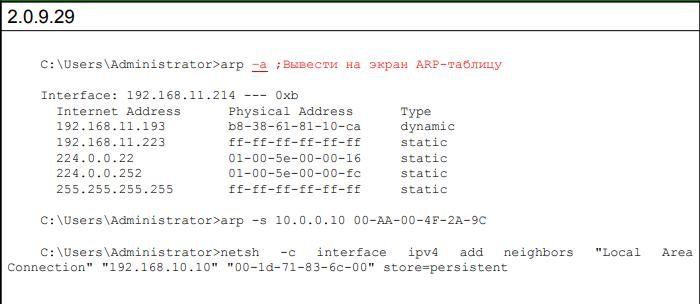 2.0.9.29
C:\Users\Administrator>arp –a ;Вывести на экран ARP-таблицу
Interface: 192.168.11.214 --- 0xb
Internet Address Physical Address Type
192.168.11.193 b8-38-61-81-10-ca dynamic
192.168.11.223 ff-ff-ff-ff-ff-ff static
224.0.0.22 01-00-5e-00-00-16 static
224.0.0.252 01-00-5e-00-00-fc static
255.255.255.255 ff-ff-ff-ff-ff-ff static
C:\Users\Administrator>arp -s 10.0.0.10 00-AA-00-4F-2A-9C
C:\Users\Administrator>netsh -c interface ipv4 add neighbors "Local Area
Connection" "192.168.10.10" "00-1d-71-83-6c-00" store=persistent